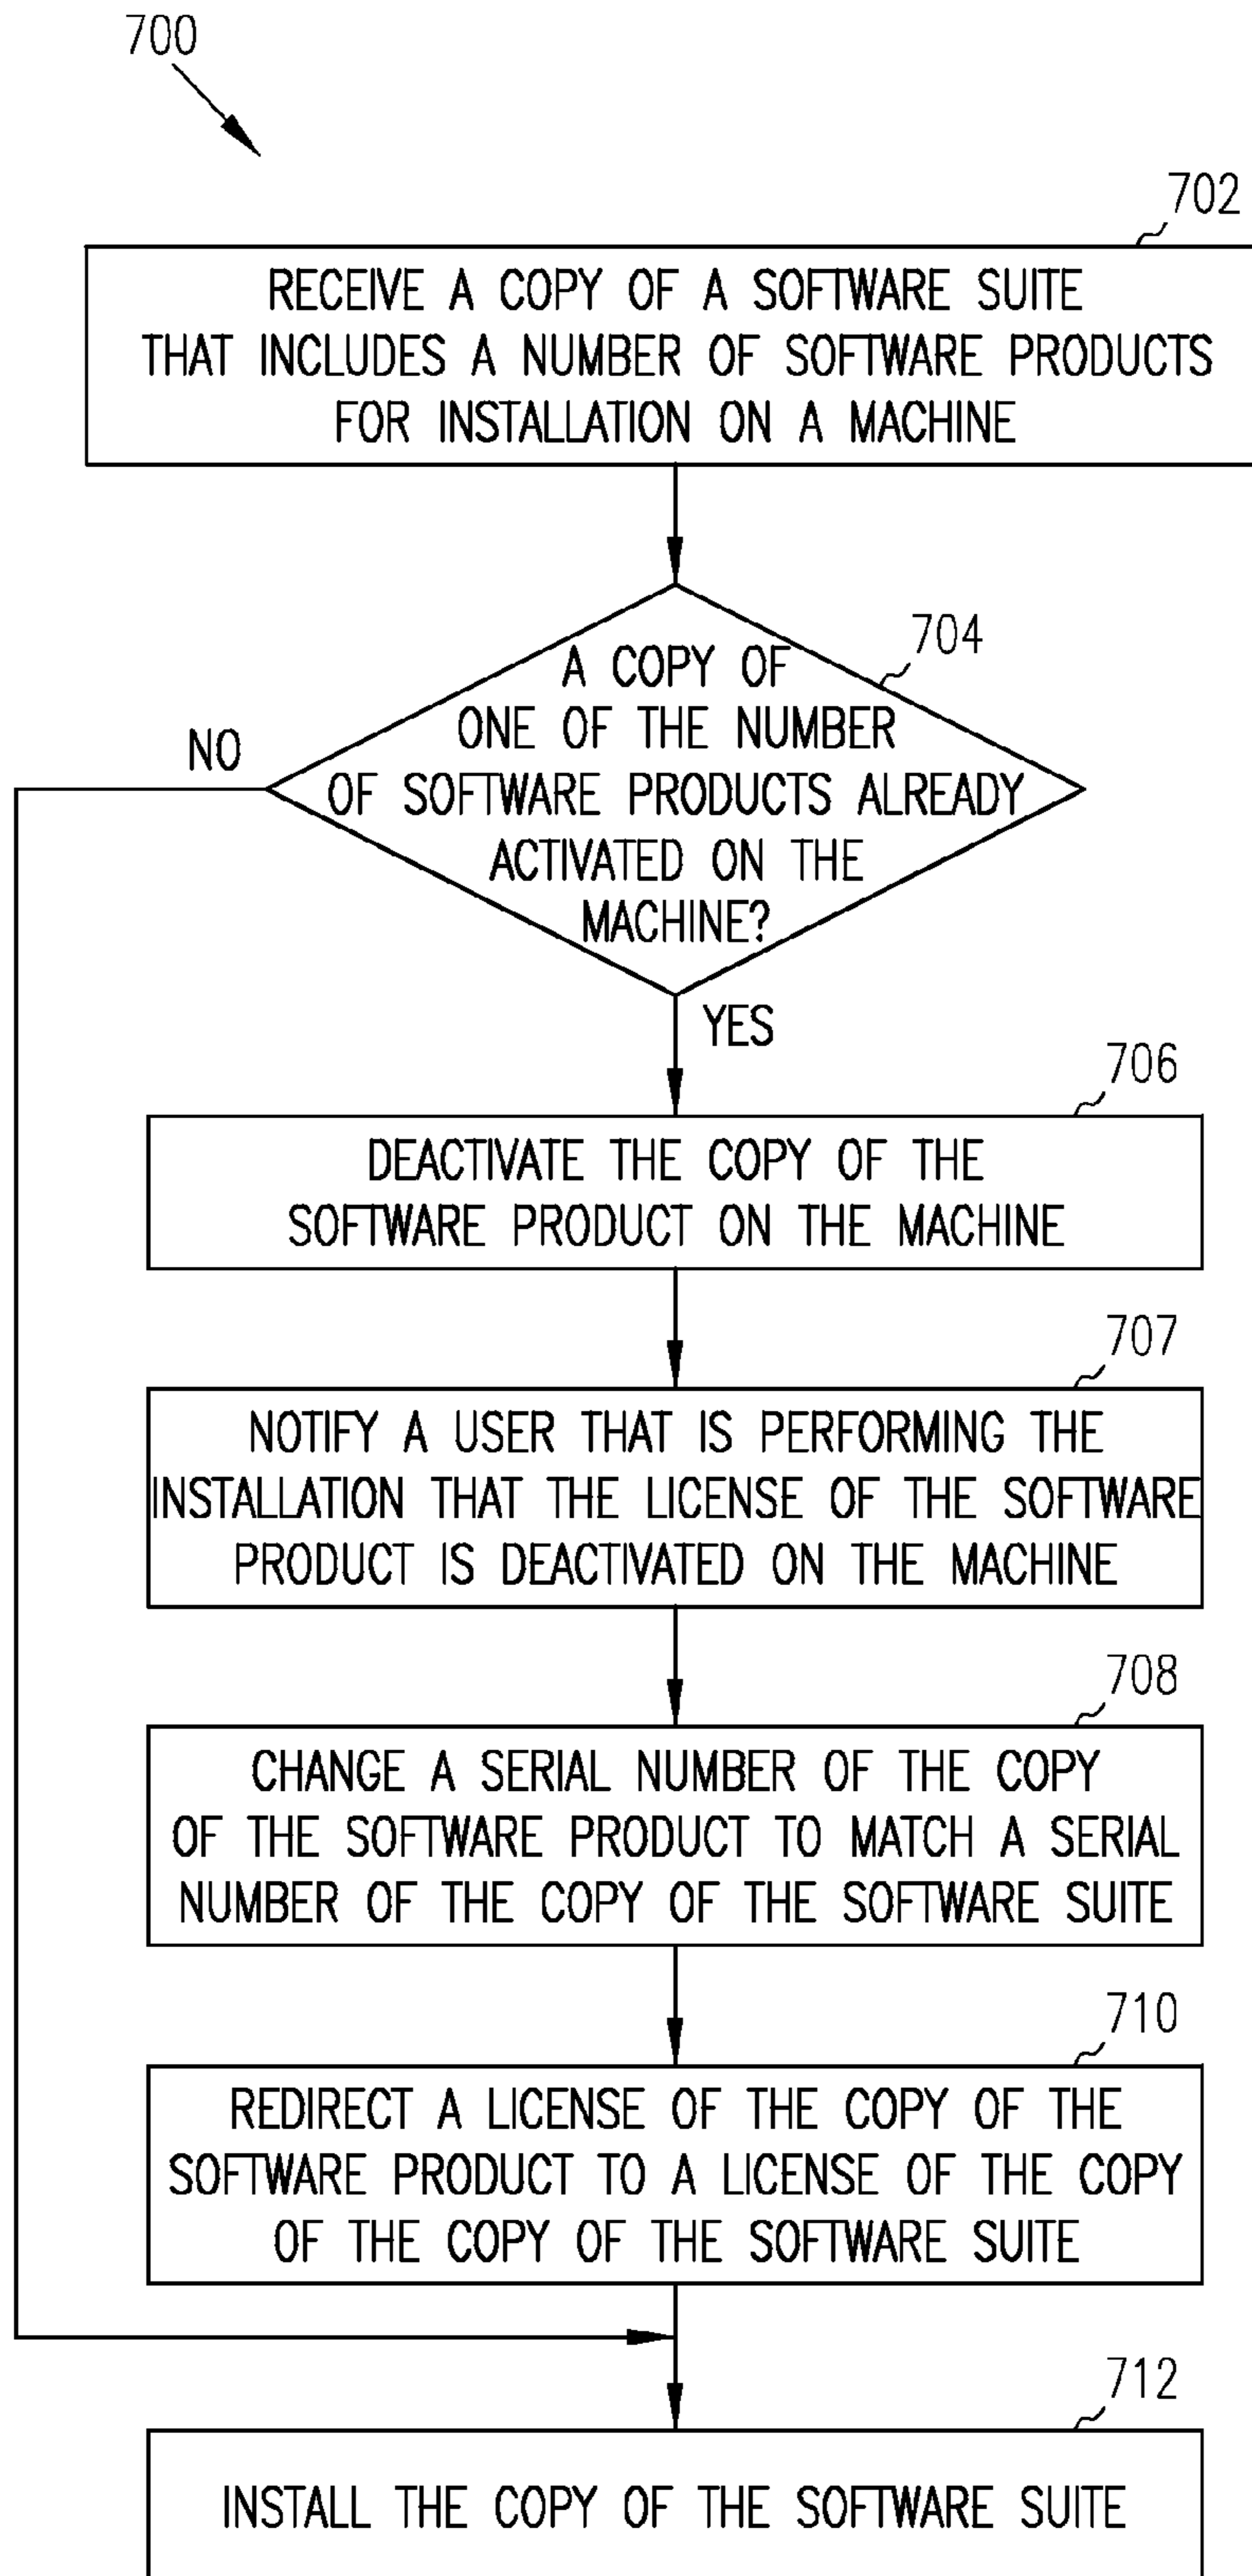 700
702
RECEIVE A COPY OF A SOFTWARE SUITE
THAT INCLUDES A NUMBER OF SOFTWARE PRODUCTS
FOR INSTALLATION ON A MACHINE
704
A COPY OF
ONE OF THE NUMBER
OF SOFTWARE PRODUCTS ALREADY
ACTIVATED ON THE
MACHINE?
NO
YES
706
DEACTIVATE THE COPY OF THE
SOFTWARE PRODUCT ON THE MACHINE
707
NOTIFY A USER THAT IS PERFORMING THE
INSTALLATION THAT THE LICENSE OF THE SOFTWARE
PRODUCT IS DEACTIVATED ON THE MACHINE
708
CHANGE A SERIAL NUMBER OF THE COPY
OF THE SOFTWARE PRODUCT TO MATCH A SERIAL
NUMBER OF THE COPY OF THE SOFTWARE SUITE
710
REDIRECT A LICENSE OF THE COPY OF THE
SOFTWARE PRODUCT TO A LICENSE OF THE COPY
OF THE COPY OF THE SOFTWARE SUITE
712
INSTALL THE COPY OF THE SOFTWARE SUITE